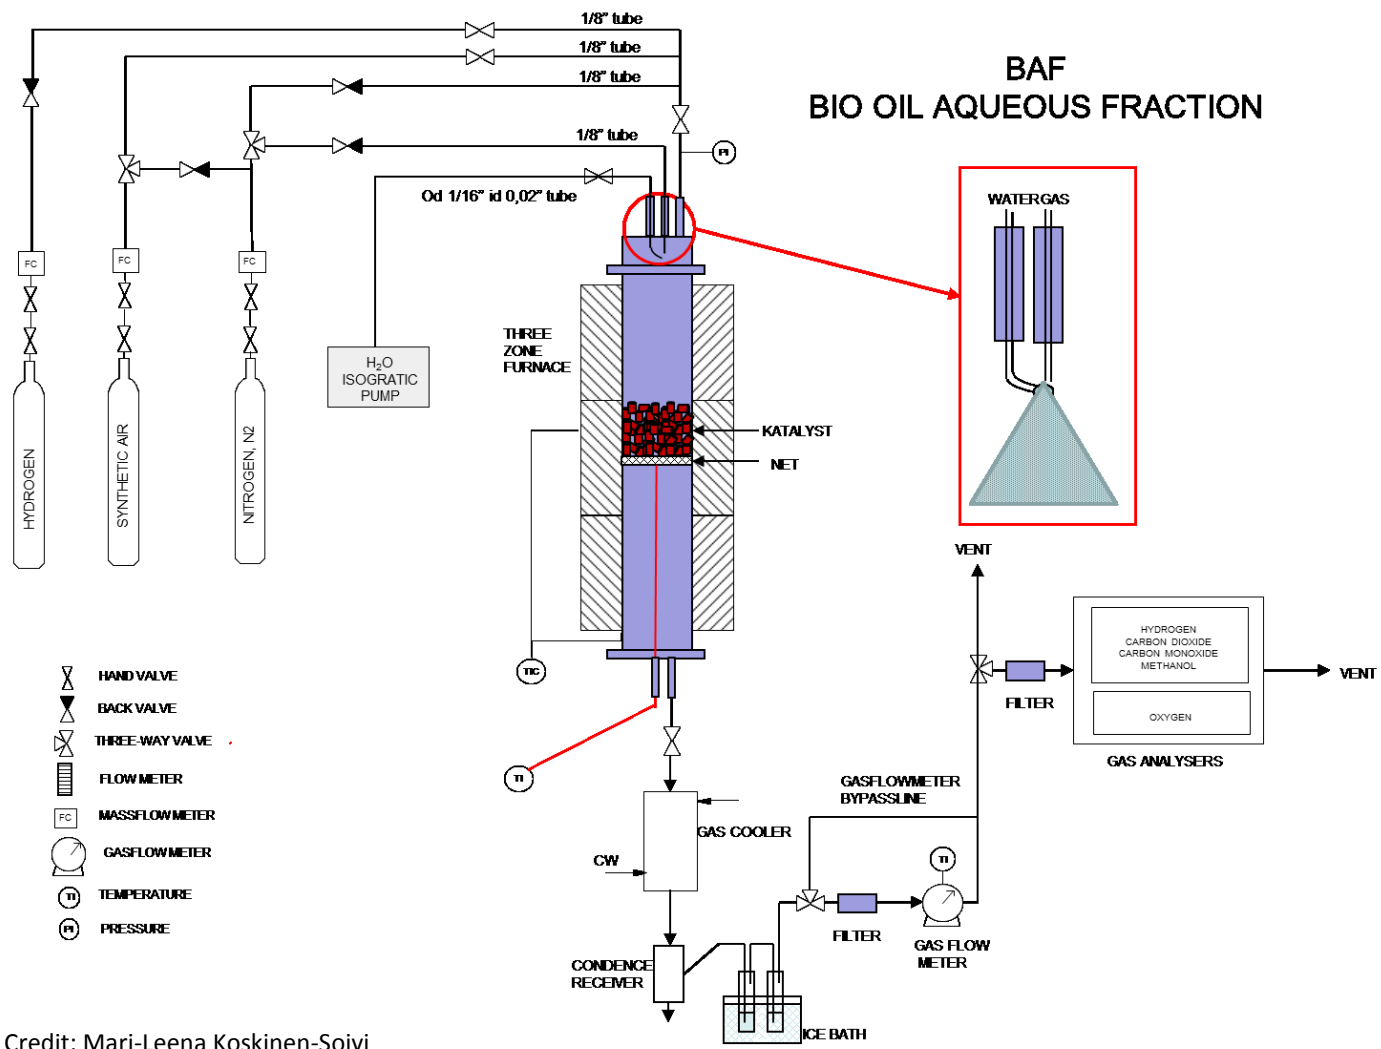 1/8” tube
1/8” tube
1/8” tube
1/8” tube
Od 1/16” id 0,02” tube
PI
BAF
BIO OIL AQUEOUS FRACTION
WATER GAS
FC
FC
FC
HYDROGEN
SYNTHETIC AIR
NITROGEN, N2
H2O
ISOGRATIC
PUMP
THREE
ZONE
FURNACE
KATALYST
NET
TIC
TI
VENT
HYDROGEN
CARBON DIOXIDE
CARBON MONOXIDE
METHANOL
OXYGEN
VENT
FILTER
GAS ANALYSERS
HAND VALVE
BACK VALVE
THREE-WAY VALVE
FLOW METER
FC
MASSFLOW METER
GASFLOW METER
TI
TEMPERATURE
PI
PRESSURE
GASFLOWMETER
BYPASSLINE
GAS COOLER
CW
TI
FILTER
GAS FLOW
METER
CONDENCE
RECEIVER
ICE BATH
Credit: Mari-Leena Koskinen-Soivi